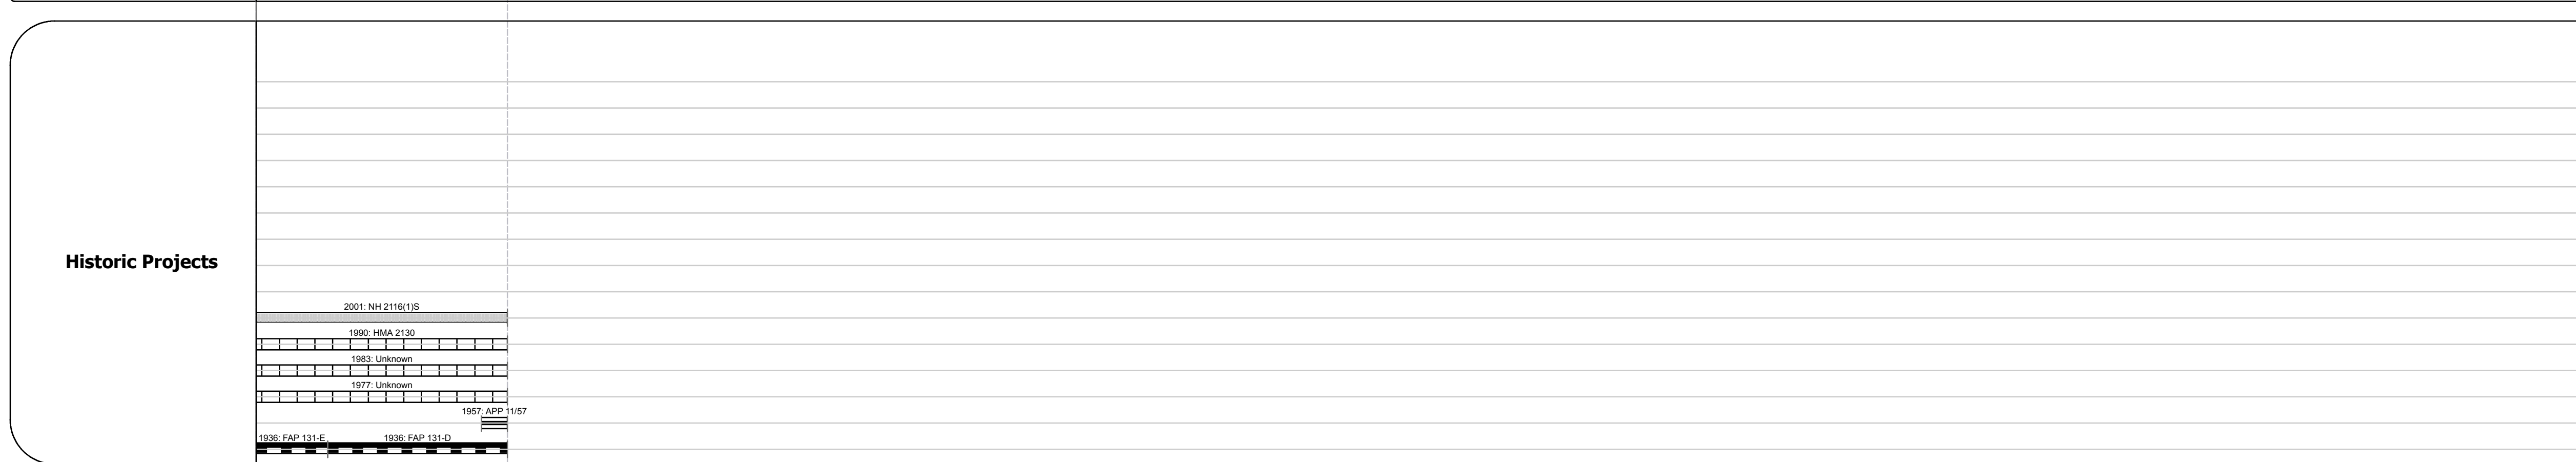 Historic Projects
2001: NH 2116(1)S
1990: HMA 2130
1983: Unknown
1977: Unknown
1957: APP 11/57
1936: FAP 131-E
1936: FAP 131-D